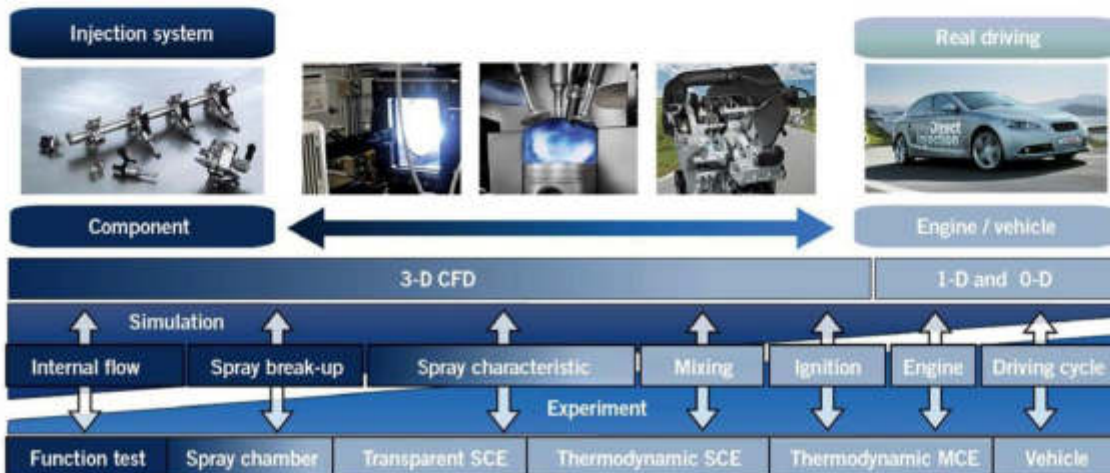 Injection system
Real driving
Direct
Injection
Component
Engine / vehicle
3-D CFD
1-D and 0-D
Simulation
Internal flow
Spray break-up
Spray characteristic
Mixing
Ignition
Engine
Driving cycle
Experiment
Function test
Spray chamber
Transparent SCE
Thermodynamic SCE
Thermodynamic MCE
Vehicle